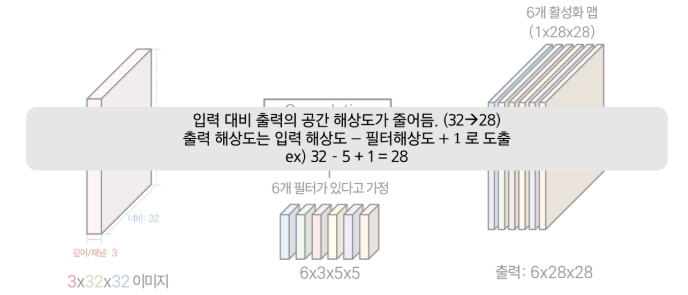 6개 활성화 맵
(1x28x28)
입력 대비 출력의 공간 해상도가 줄어듬. (32→28)
출력 해상도는 입력 해상도 – 필터해상도 + 1 로 도출
ex) 32 - 5 + 1 = 28
6개 필터가 있다고 가정
너비: 32
깊이/채널: 3
3x32x32 이미지
6x3x5x5
출력: 6x28x28